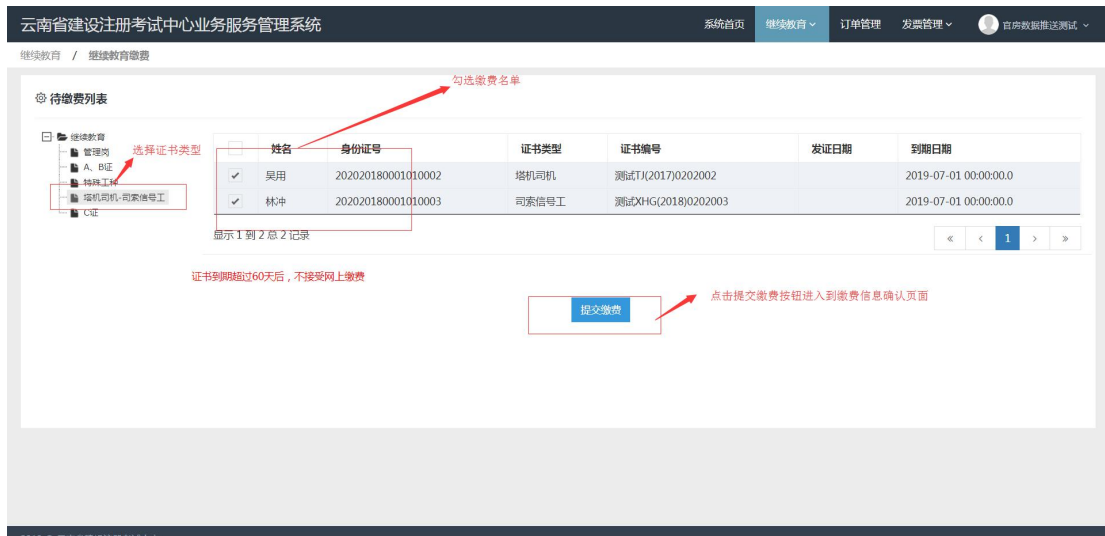 云南省建设注册考试中心业务服务管理系统 系统首页 继续教育 订单管理 发票管理 官房数据推送测试
继续教育 / 继续教育缴费
勾选缴费名单
待缴费列表
继续教育
管理岗
选择证书类型
A、B证
特殊工种
塔机司机-司索信号工
C证
姓名 身份证号 证书类型 证书编号 发证日期 到期日期
吴用 202020180001010002 塔机司机 测试TJ(2017)0202002 2019-07-01 00:00:00.0
林冲 202020180001010003 司索信号工 测试XHG(2018)0202003 2019-07-01 00:00:00.0
显示 1 到 2 总 2 记录 « ‹ 1 › »
证书到期超过60天后，不接受网上缴费
点击提交缴费按钮进入到缴费信息确认页面
提交缴费